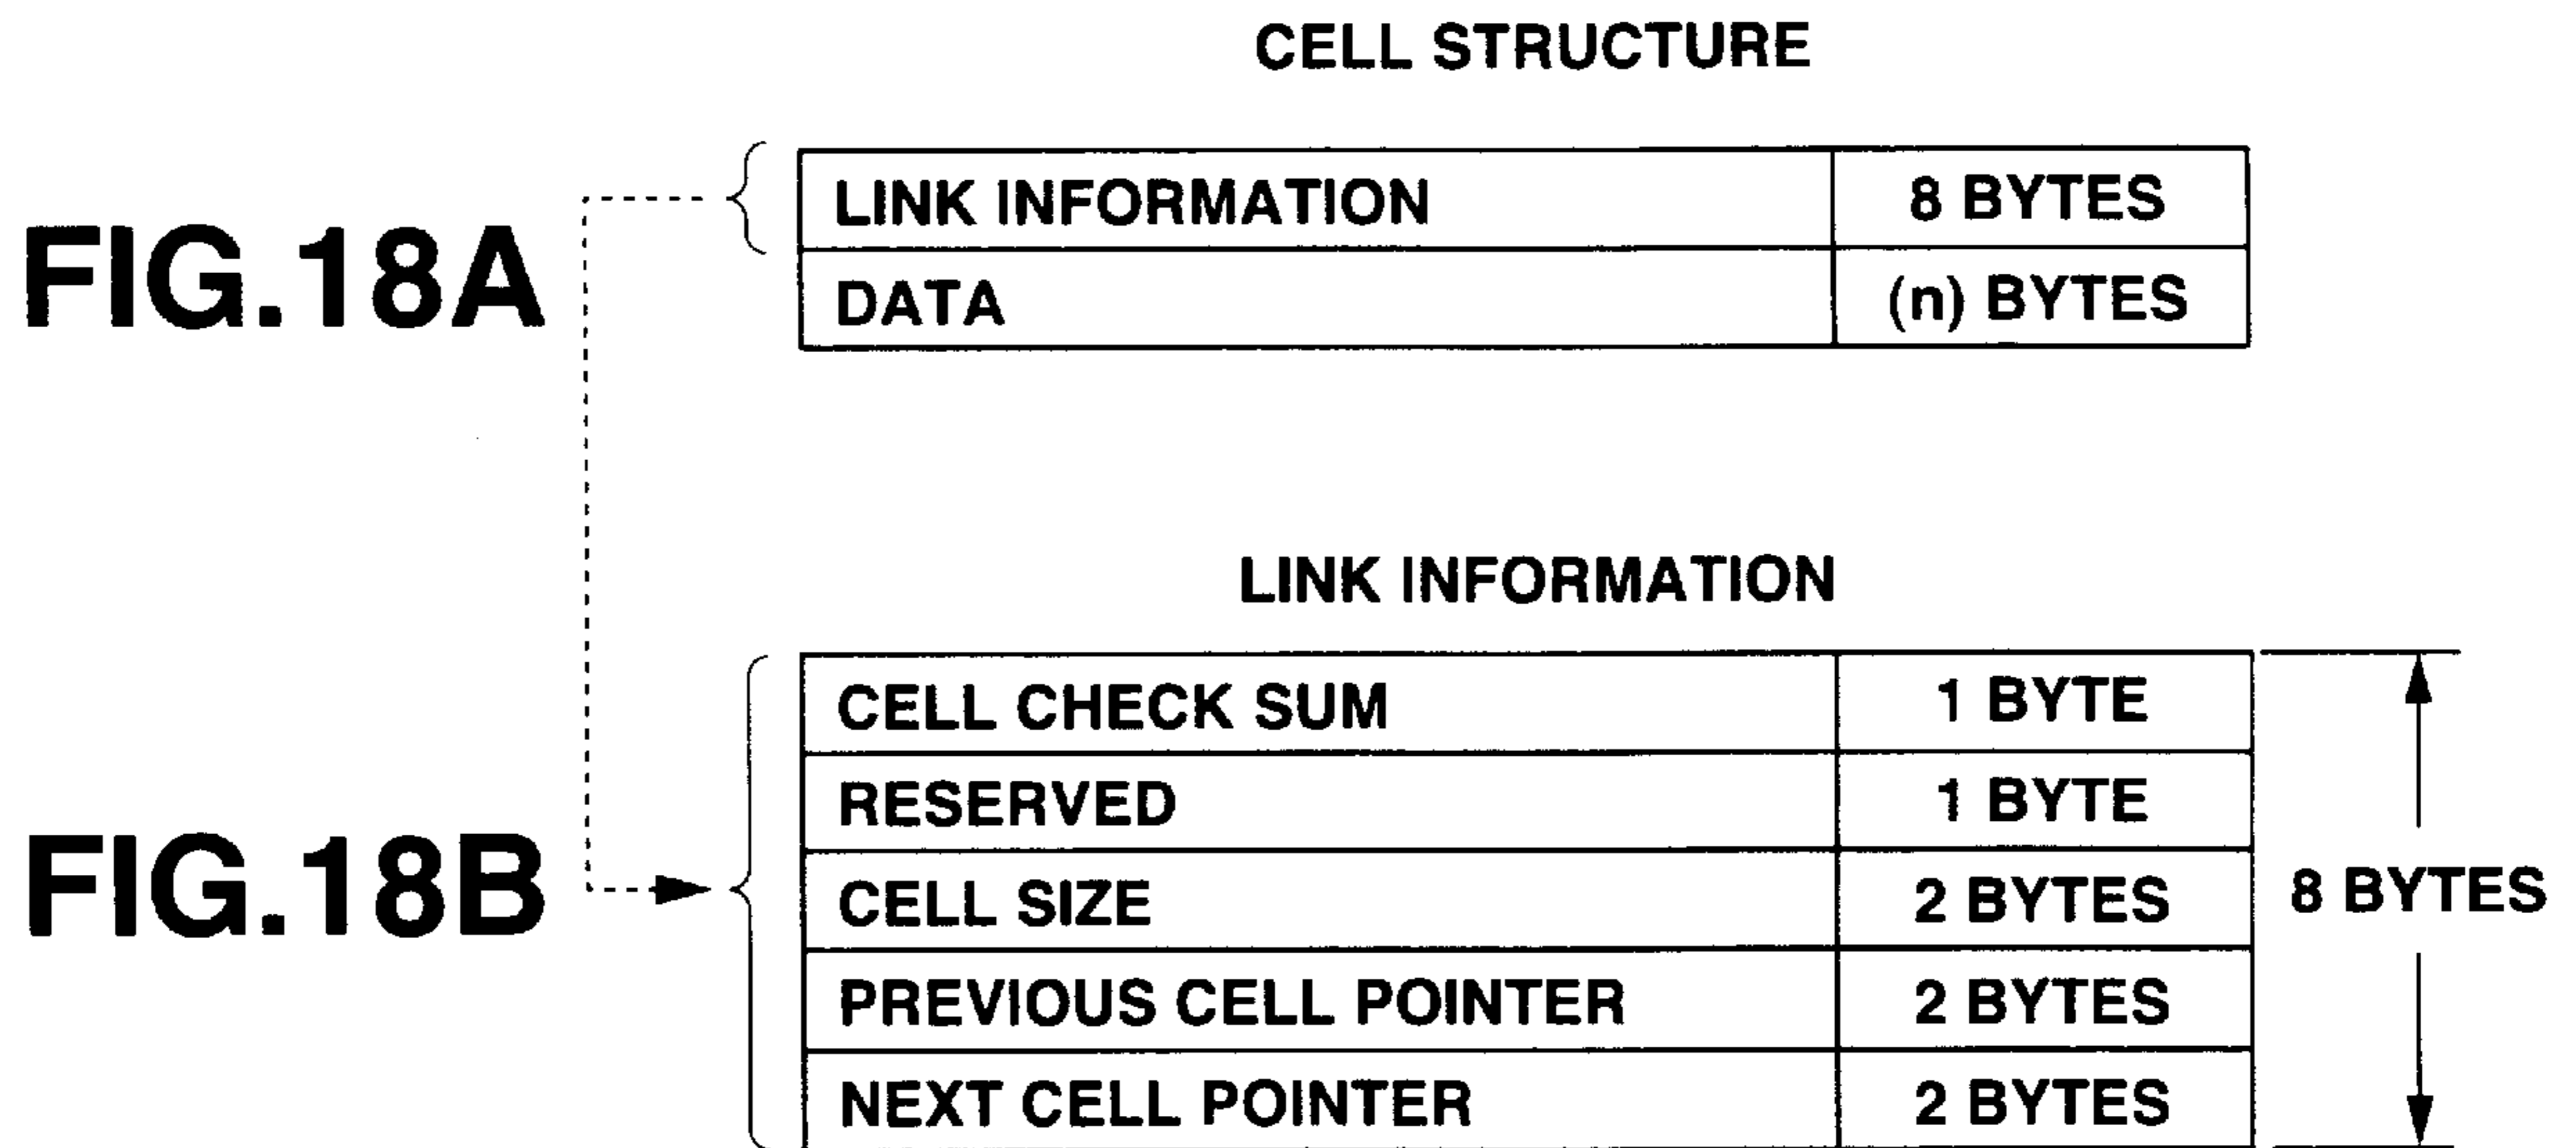 CELL STRUCTURE
FIG.18A
LINK INFORMATION 8 BYTES
DATA (n) BYTES
LINK INFORMATION
FIG.18B
CELL CHECK SUM 1 BYTE
RESERVED 1 BYTE
CELL SIZE 2 BYTES
PREVIOUS CELL POINTER 2 BYTES
NEXT CELL POINTER 2 BYTES
8 BYTES